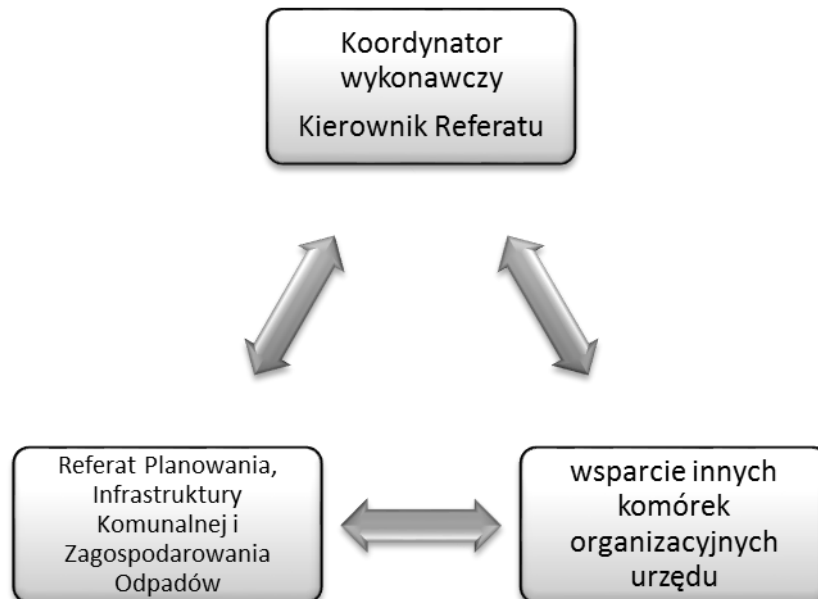 Koordynator
wykonawczy
Kierownik Referatu
Referat Planowania,
Infrastruktury
Komunalnej i
Zagospodarowania
Odpadów
wsparcie innych
komórek
organizacyjnych
urzędu